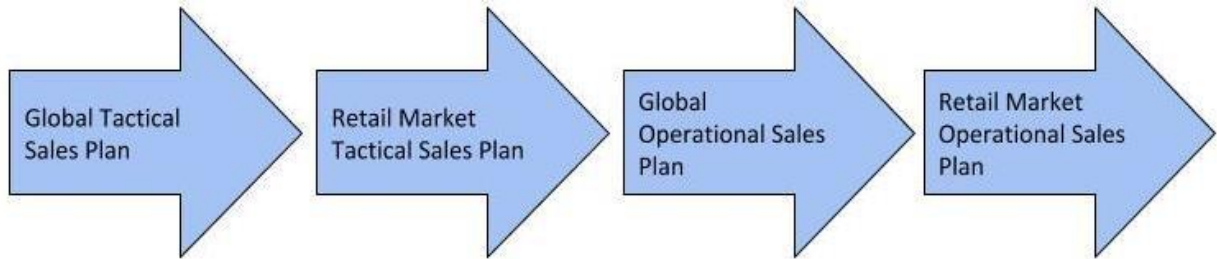 Global Tactical
Sales Plan
Retail Market
Tactical Sales Plan
Global
Operational Sales
Plan
Retail Market
Operational Sales
Plan